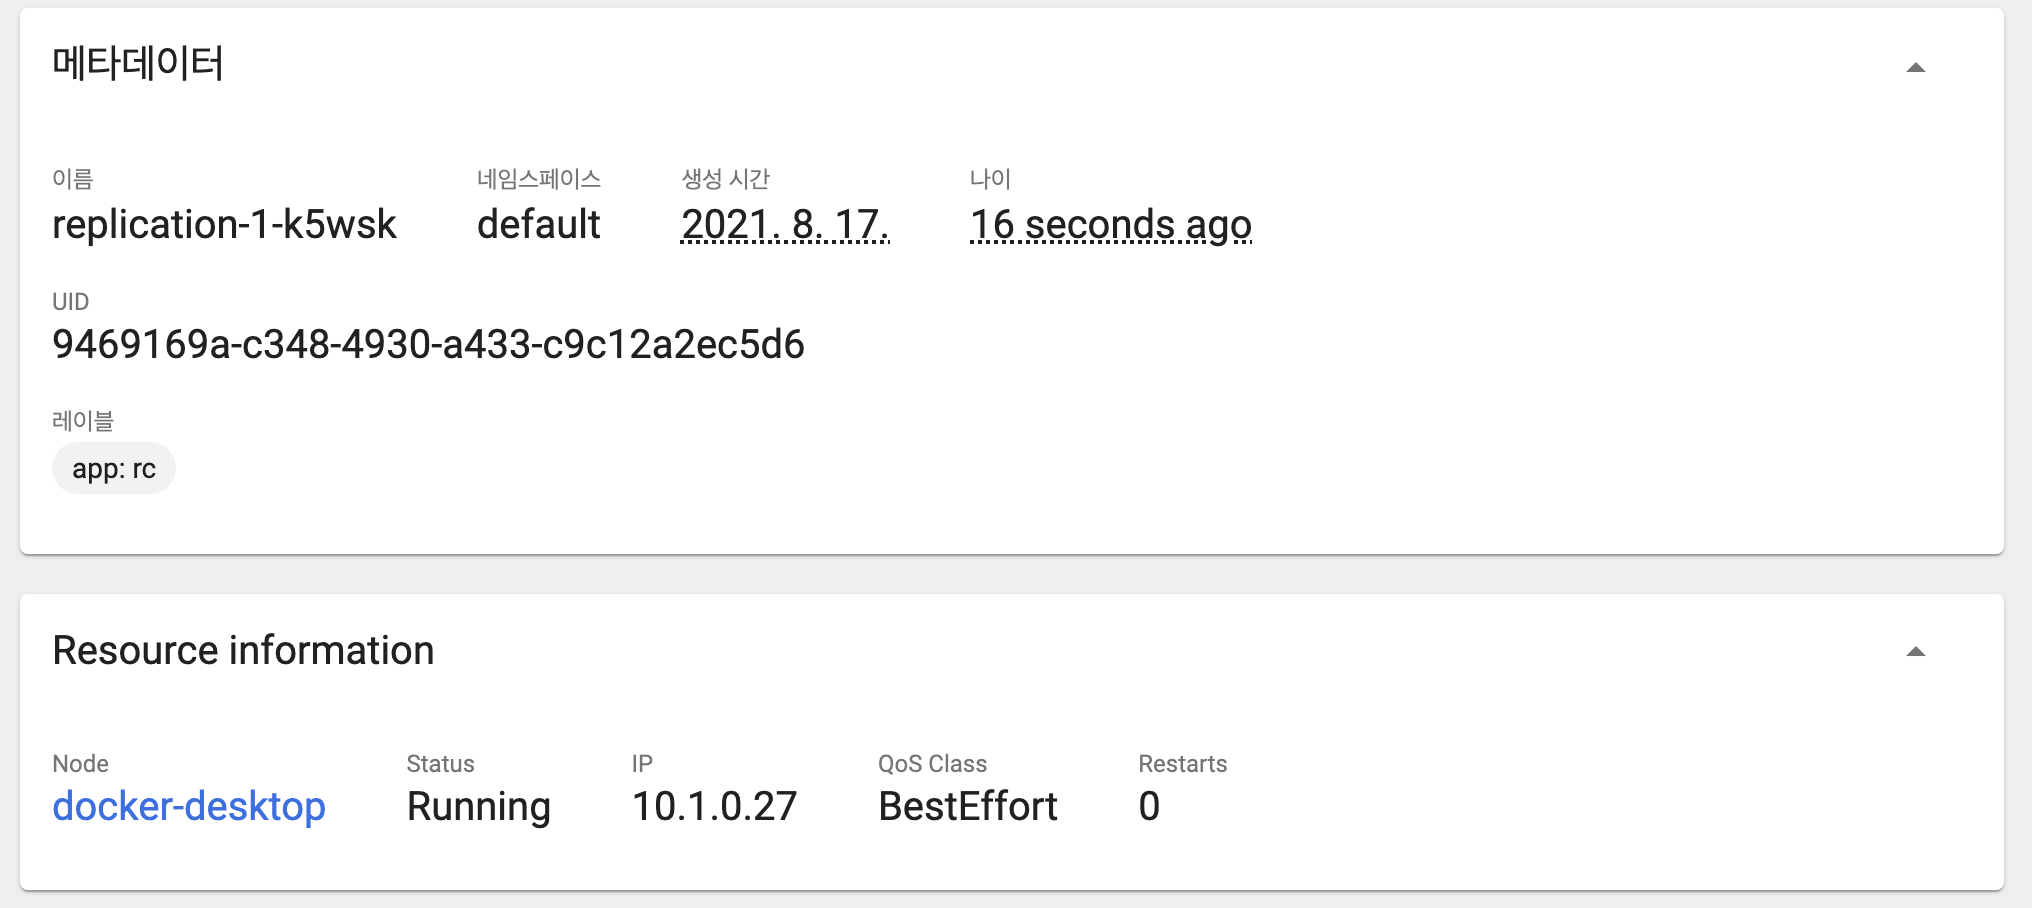 메타데이터
이름 네임스페이스 생성 시간 나이
replication-1-k5wsk default 2021. 8. 17. 16 seconds ago
UID
9469169a-c348-4930-a433-c9c12a2ec5d6
레이블
app: rc
Resource information
Node Status IP QoS Class Restarts
docker-desktop Running 10.1.0.27 BestEffort 0